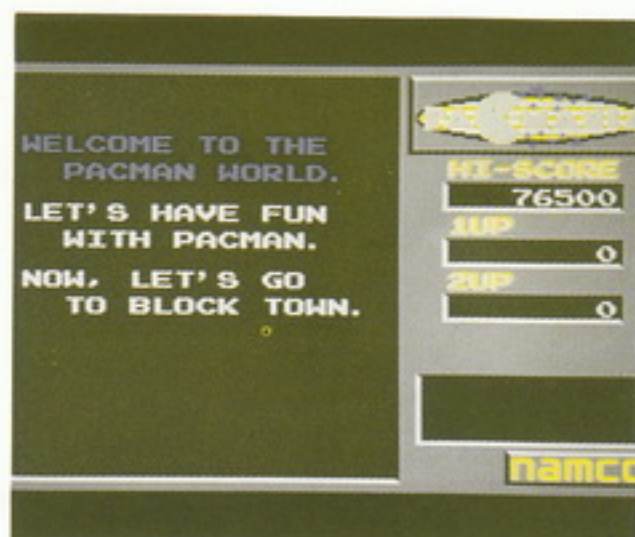 WELCOME TO THE
PACMAN WORLD.
LET'S HAVE FUN
WITH PACMAN.
NOW, LET'S GO
TO BLOCK TOWN.
HI-SCORE
76500
1UP
0
2UP
0
namco